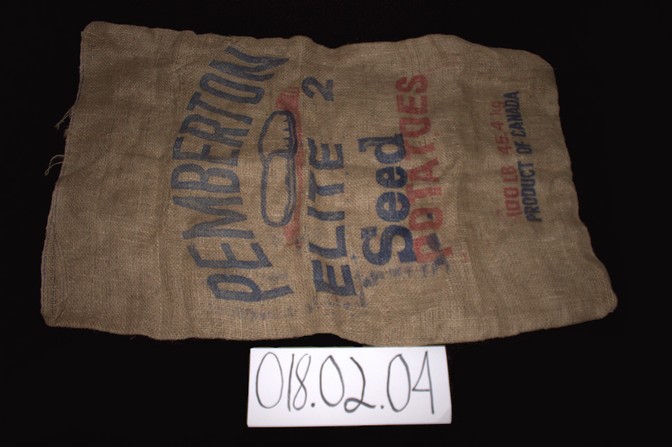 PEMBERTON
ELITE 2
Seed
POTATOES
100 LB 45.4 kg
PRODUCT OF CANADA
018.02.04